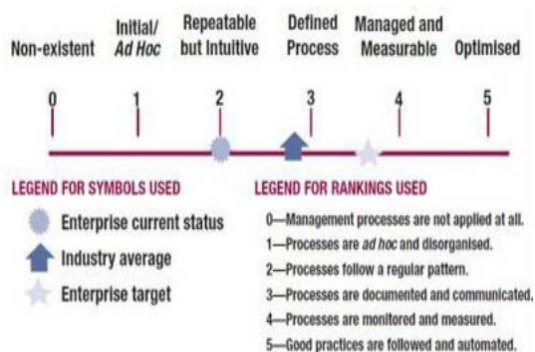 Non-existent
Initial/
Ad Hoc
Repeatable
but Intuitive
Defined
Process
Managed and
Measurable
Optimised
0 1 2 3 4 5
LEGEND FOR SYMBOLS USED
Enterprise current status
Industry average
Enterprise target
LEGEND FOR RANKINGS USED
0—Management processes are not applied at all.
1—Processes are ad hoc and disorganised.
2—Processes follow a regular pattern.
3—Processes are documented and communicated.
4—Processes are monitored and measured.
5—Good practices are followed and automated.